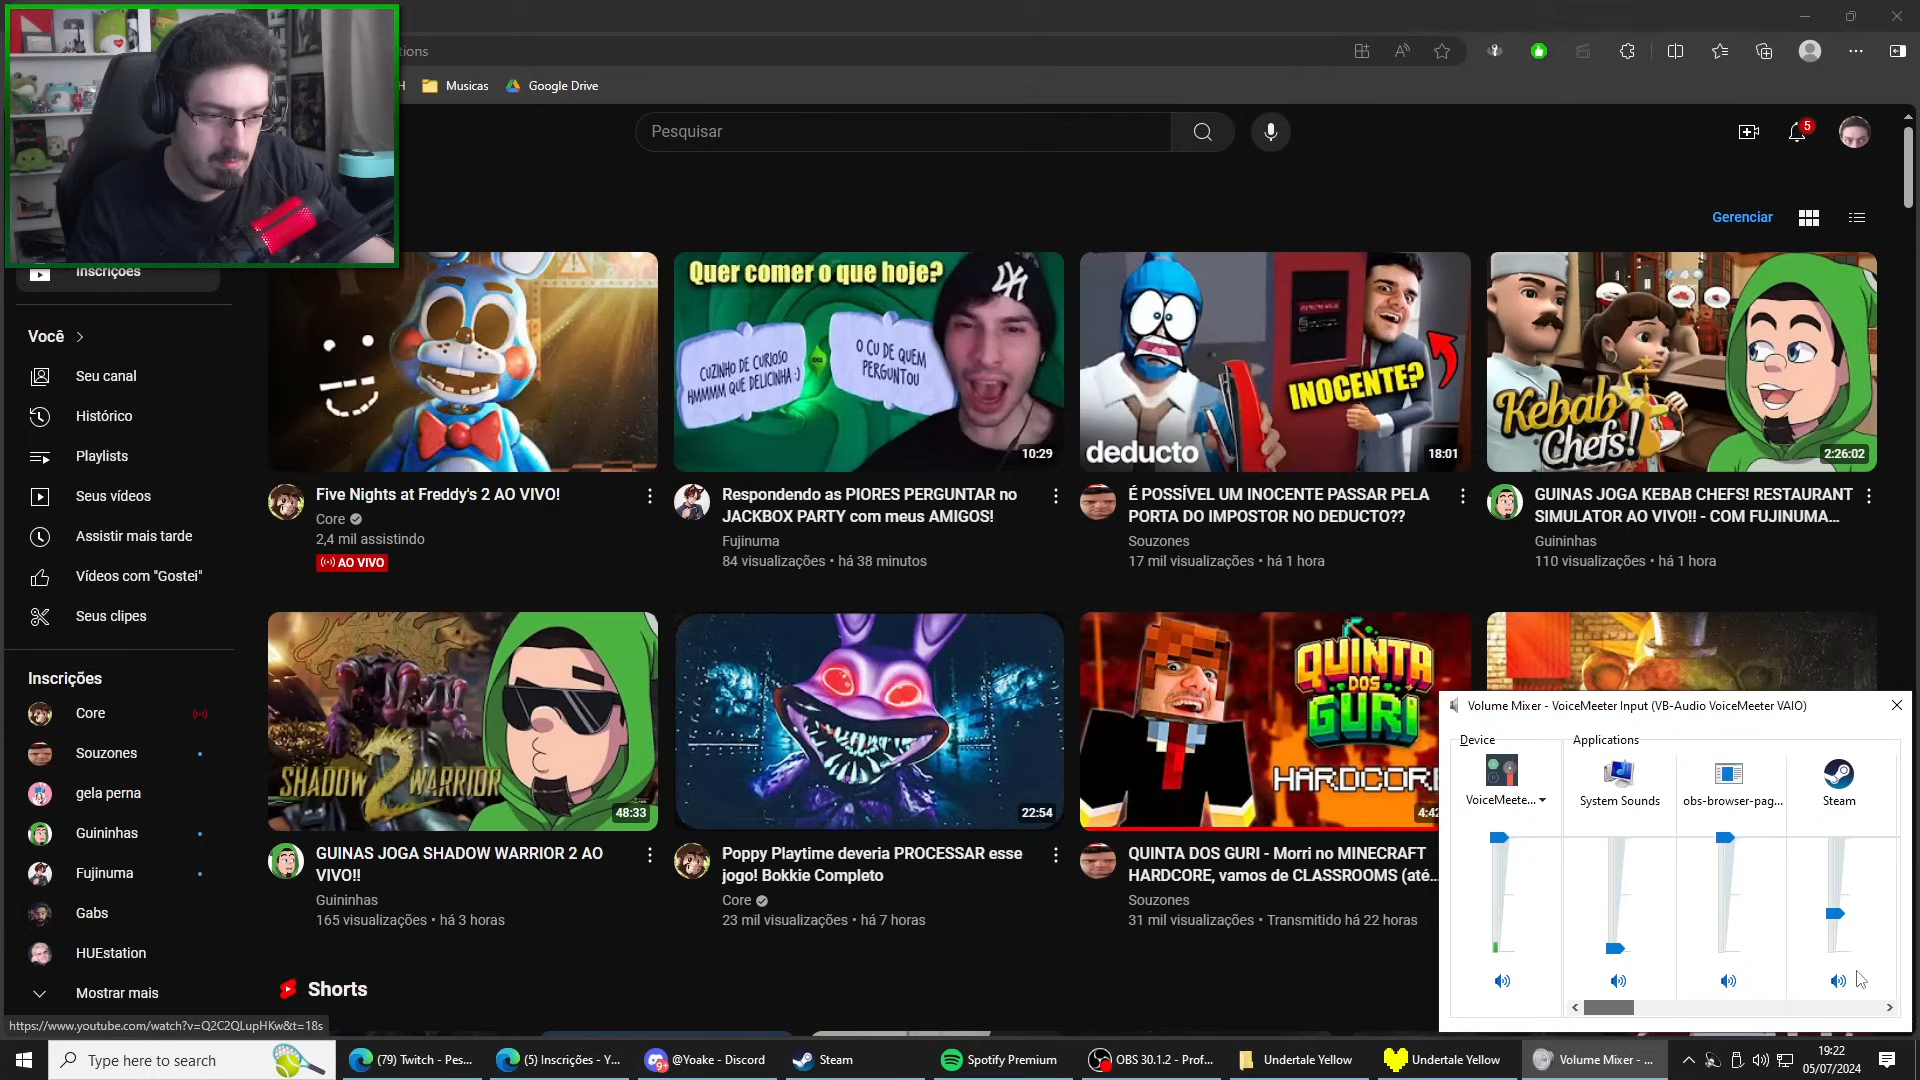 tions
H
Musicas
Google Drive
Pesquisar
5
Gerenciar
Inscrições
Você
Seu canal
Histórico
Playlists
Seus vídeos
Assistir mais tarde
Vídeos com "Gostei"
Seus clipes
Inscrições
Core
Souzones
gela perna
Guininhas
Fujinuma
Gabs
HUEstation
Mostrar mais
Five Nights at Freddy's 2 AO VIVO!
Core
2,4 mil assistindo
AO VIVO
Quer comer o que hoje?
CUZINHO DE CURIOSO
HMMMM QUE DELICINHA :)
OU
O CU DE QUEM
PERGUNTOU
10:29
Respondendo as PIORES PERGUNTAR no
JACKBOX PARTY com meus AMIGOS!
Fujinuma
84 visualizações • há 38 minutos
INOCENTE?
deducto
18:01
É POSSÍVEL UM INOCENTE PASSAR PELA
PORTA DO IMPOSTOR NO DEDUCTO??
Souzones
17 mil visualizações • há 1 hora
Kebab
Chefs!
2:26:02
GUINAS JOGA KEBAB CHEFS! RESTAURANT
SIMULATOR AO VIVO!! - COM FUJINUMA...
Guininhas
110 visualizações • há 1 hora
SHADOW WARRIOR
2
48:33
GUINAS JOGA SHADOW WARRIOR 2 AO
VIVO!!
Guininhas
165 visualizações • há 3 horas
22:54
Poppy Playtime deveria PROCESSAR esse
jogo! Bokkie Completo
Core
23 mil visualizações • há 7 horas
QUINTA
DOS
GURI
HARDCORE
4:42
QUINTA DOS GURI - Morri no MINECRAFT
HARDCORE, vamos de CLASSROOMS (até...
Souzones
31 mil visualizações • Transmitido há 22 horas
Shorts
Volume Mixer - VoiceMeeter Input (VB-Audio VoiceMeeter VAIO)
Device
Applications
VoiceMeete...
System Sounds
obs-browser-pag...
Steam
https://www.youtube.com/watch?v=Q2C2QLupHKw&t=18s
Type here to search
(79) Twitch - Pes...
(5) Inscrições - Y...
9+
@Yoake - Discord
Steam
Spotify Premium
OBS 30.1.2 - Prof...
Undertale Yellow
Undertale Yellow
Volume Mixer - ...
19:22
05/07/2024